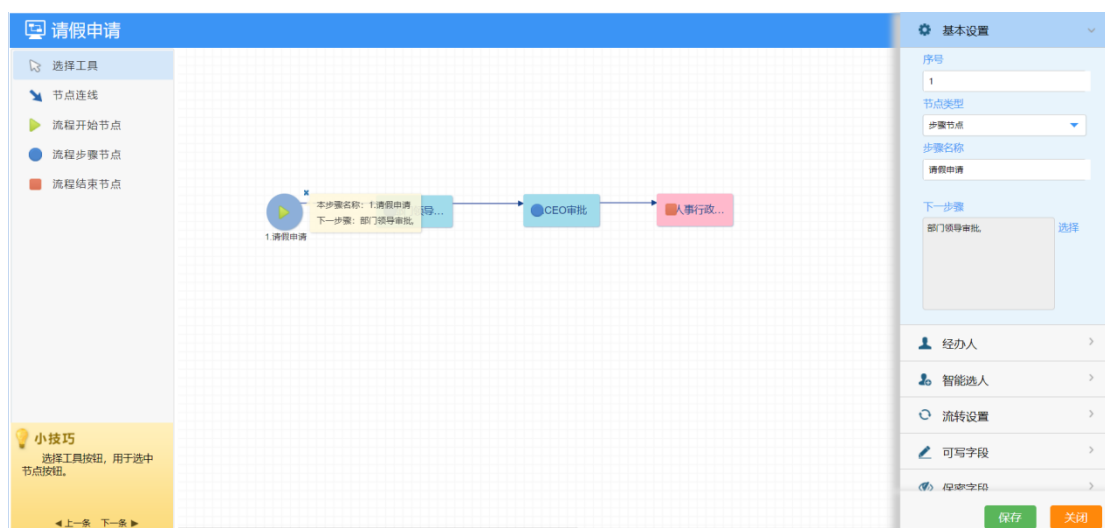 请假申请
选择工具
节点连线
流程开始节点
流程步骤节点
流程结束节点
小技巧
选择工具按钮，用于选中
节点按钮。
上一条 下一条
本步骤名称：1.请假申请
下一步骤：部门领导审批,
导...
CEO审批
人事行政...
1.请假申请
基本设置
序号
1
节点类型
步骤节点
步骤名称
请假申请
下一步骤
部门领导审批,
选择
经办人
智能选人
流转设置
可写字段
保密字段
保存 关闭